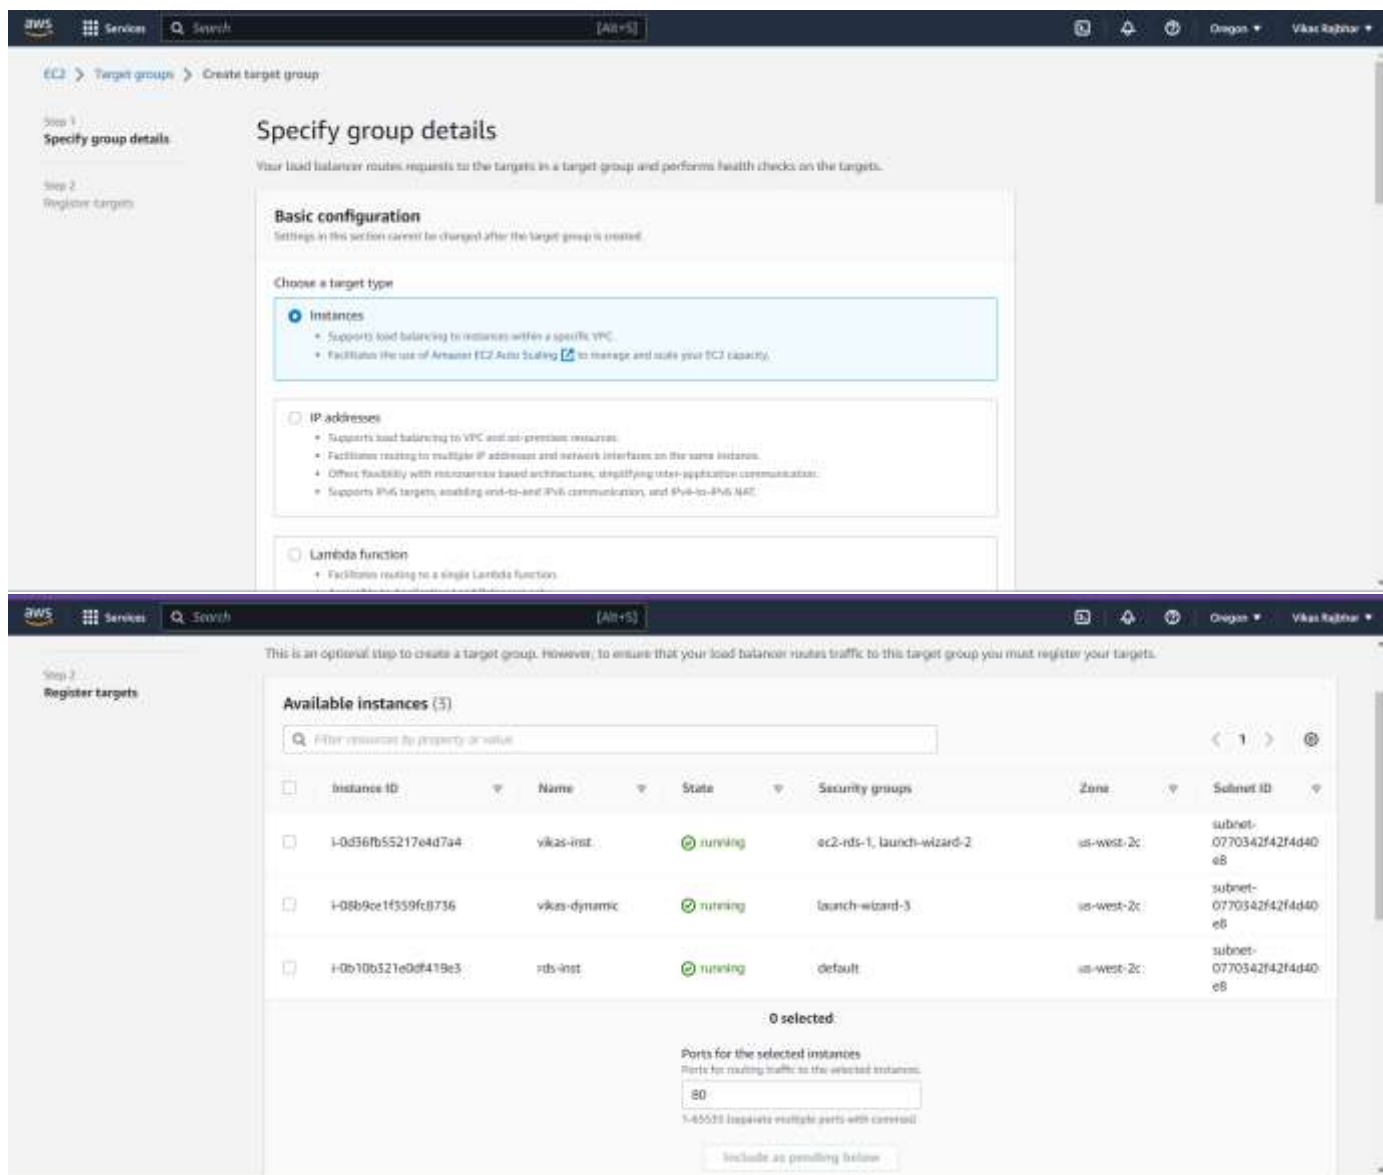 aws Services Search [Alt+S] Oregon Vikas Rajbhar
EC2 > Target groups > Create target group
Step 1
Specify group details
Step 2
Register targets
Specify group details
Your load balancer routes requests to the targets in a target group and performs health checks on the targets.
Basic configuration
Settings in this section cannot be changed after the target group is created.
Choose a target type
Instances
• Supports load balancing to instances within a specific VPC.
• Facilitates the use of Amazon EC2 Auto Scaling to manage and scale your EC2 capacity.
IP addresses
• Supports load balancing to VPC and on-premises resources.
• Facilitates routing to multiple IP addresses and network interfaces on the same instance.
• Offers flexibility with microservice based architectures, simplifying inter-application communication.
• Supports IPv6 targets, enabling end-to-end IPv6 communication, and IPv4-to-IPv6 NAT.
Lambda function
• Facilitates routing to a single Lambda function.
aws Services Search [Alt+S] Oregon Vikas Rajbhar
This is an optional step to create a target group. However, to ensure that your load balancer routes traffic to this target group you must register your targets.
Step 2
Register targets
Available instances (3)
Filter resources by property or value
< 1 >
Instance ID Name State Security groups Zone Subnet ID
i-0d36fb55217e4d7a4 vikas-inst running ec2-rds-1, launch-wizard-2 us-west-2c subnet-
0770342f42f4d40
e8
i-08b9ce1f359fc8736 vikas-dynamic running launch-wizard-3 us-west-2c subnet-
0770342f42f4d40
e8
i-0b10b321e0df419e3 rds-inst running default us-west-2c subnet-
0770342f42f4d40
e8
0 selected
Ports for the selected instances
Ports for routing traffic to the selected instances.
80
1-65535 (separate multiple ports with commas)
Include as pending below